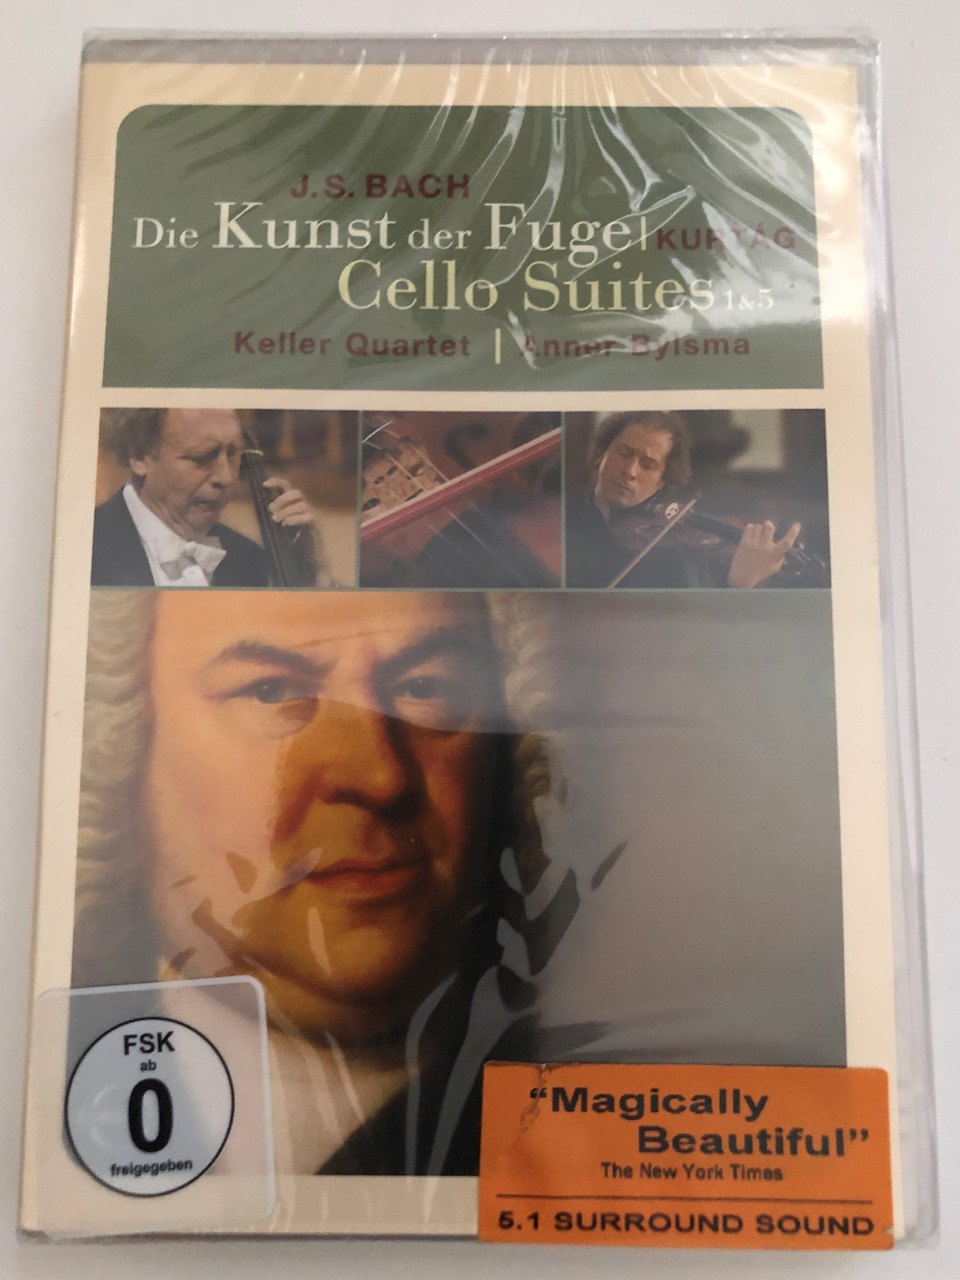 J.S. BACH
Die Kunst der Fuge | KURTÁG
Cello Suites 1&5
Keller Quartet | Anner Bylsma
FSK
ab
0
freigegeben
“Magically
Beautiful”
The New York Times
5.1 SURROUND SOUND